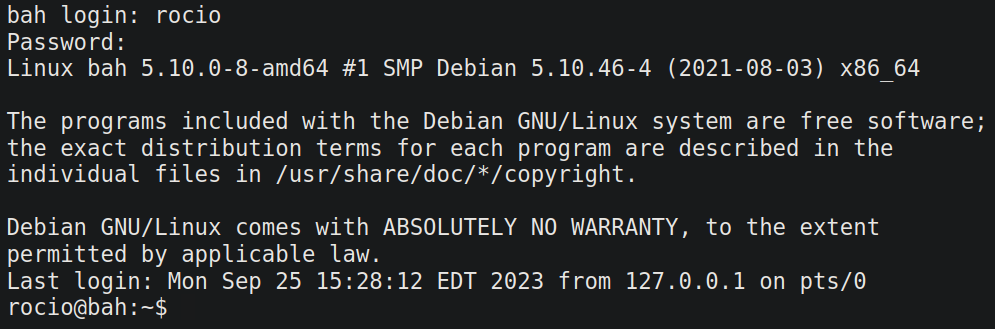 bah login: rocio
Password:
Linux bah 5.10.0-8-amd64 #1 SMP Debian 5.10.46-4 (2021-08-03) x86_64
The programs included with the Debian GNU/Linux system are free software;
the exact distribution terms for each program are described in the
individual files in /usr/share/doc/*/copyright.
Debian GNU/Linux comes with ABSOLUTELY NO WARRANTY, to the extent
permitted by applicable law.
Last login: Mon Sep 25 15:28:12 EDT 2023 from 127.0.0.1 on pts/0
rocio@bah:~$